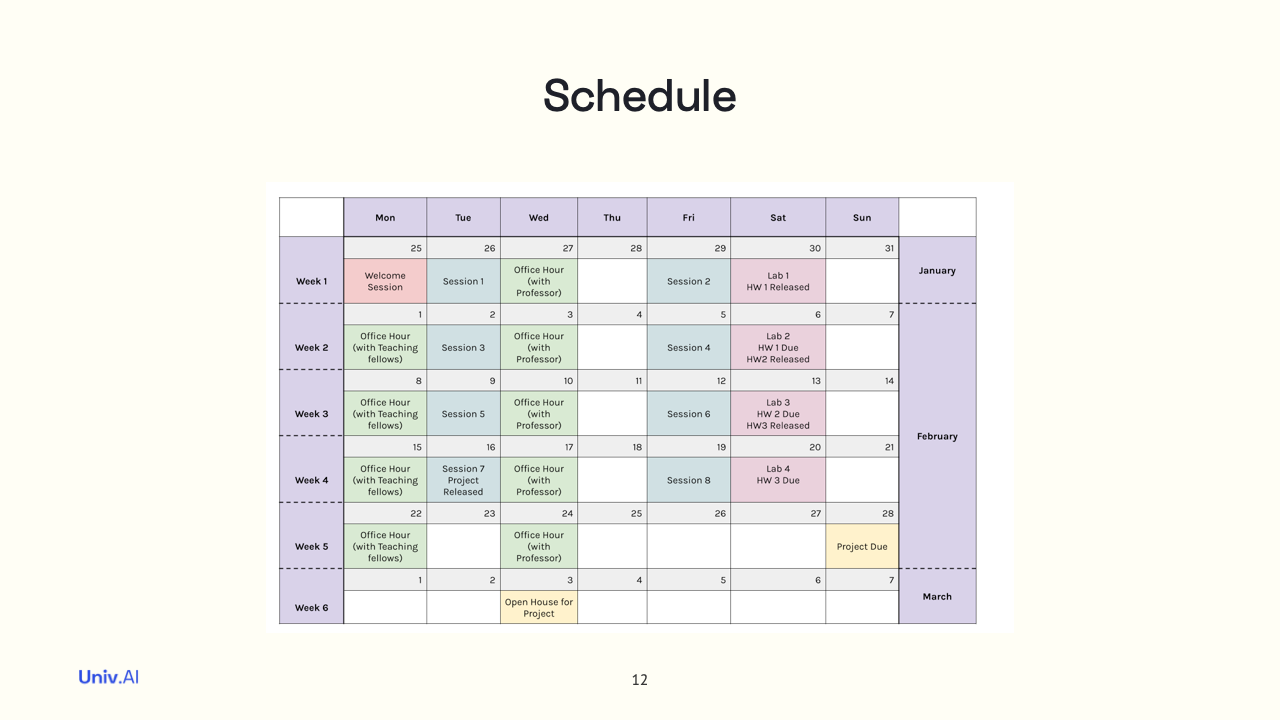 Schedule
Mon Tue Wed Thu Fri Sat Sun
25 26 27 28 29 30 31
Week 1
Welcome
Session
Session 1
Office Hour
(with
Professor)
Session 2
Lab 1
HW 1 Released
January
1 2 3 4 5 6 7
Week 2
Office Hour
(with Teaching
fellows)
Session 3
Office Hour
(with
Professor)
Session 4
Lab 2
HW 1 Due
HW2 Released
8 9 10 11 12 13 14
Week 3
Office Hour
(with Teaching
fellows)
Session 5
Office Hour
(with
Professor)
Session 6
Lab 3
HW 2 Due
HW3 Released
February
15 16 17 18 19 20 21
Week 4
Office Hour
(with Teaching
fellows)
Session 7
Project
Released
Office Hour
(with
Professor)
Session 8
Lab 4
HW 3 Due
22 23 24 25 26 27 28
Week 5
Office Hour
(with Teaching
fellows)
Office Hour
(with
Professor)
Project Due
1 2 3 4 5 6 7
Week 6
Open House for
Project
March
Univ.AI
12